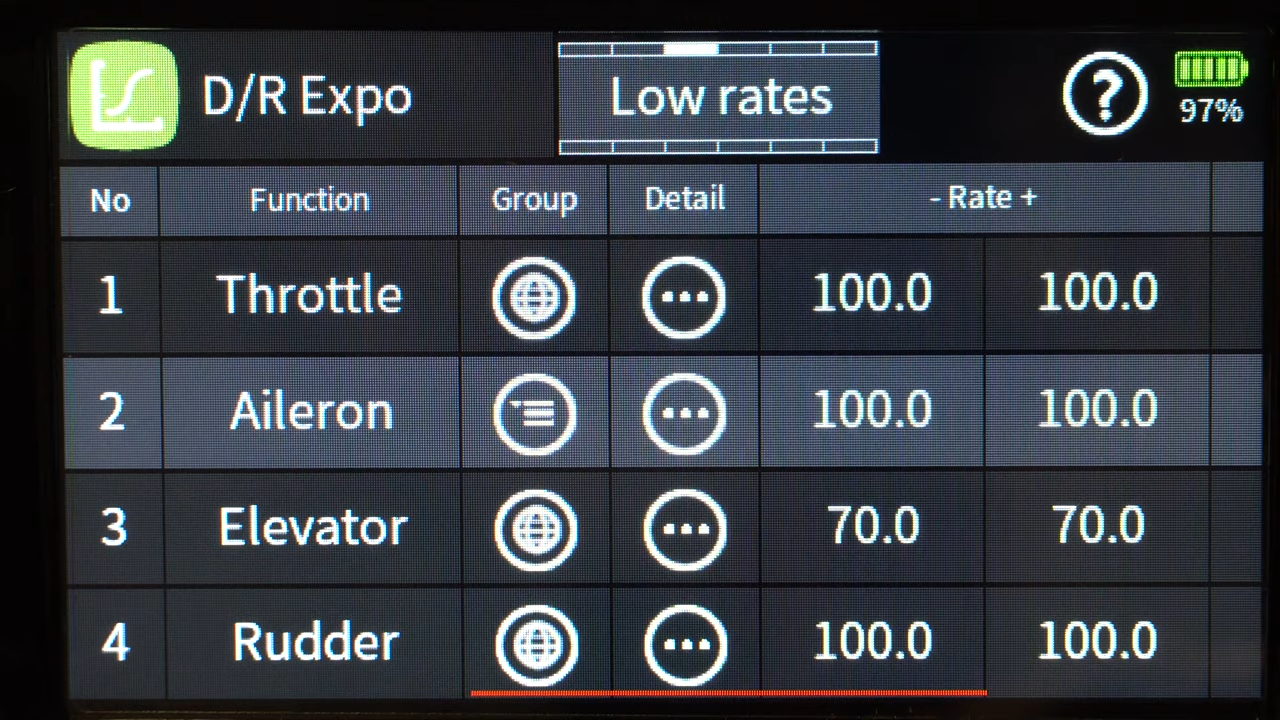 D/R Expo
Low rates
97%
No Function Group Detail - Rate +
1 Throttle 100.0 100.0
2 Aileron 100.0 100.0
3 Elevator 70.0 70.0
4 Rudder 100.0 100.0